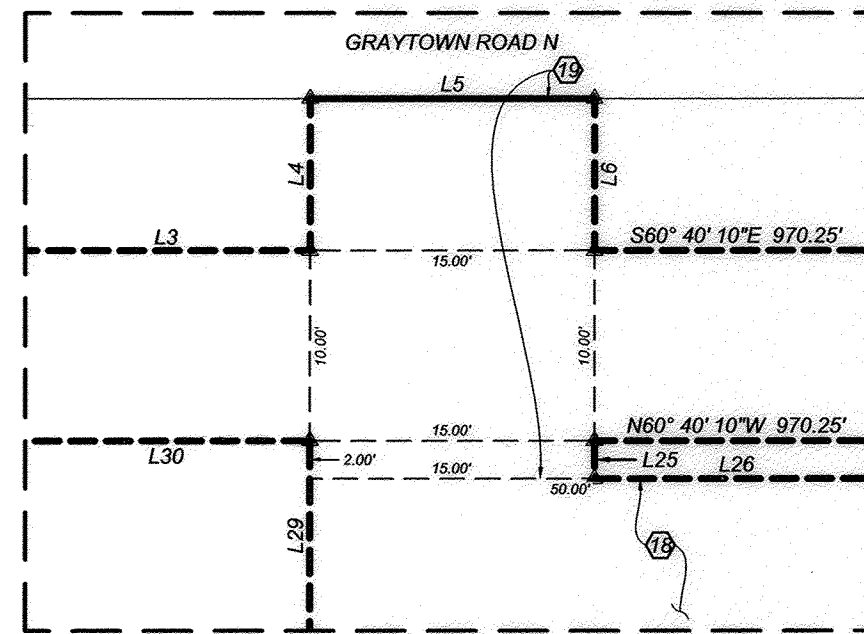 GRAYTOWN ROAD N
19
L5
L4
L6
L3
S60° 40' 10"E 970.25'
15.00'
10.00'
10.00'
15.00'
N60° 40' 10"W 970.25'
L30
2.00'
15.00'
L25
L26
50.00'
L29
18